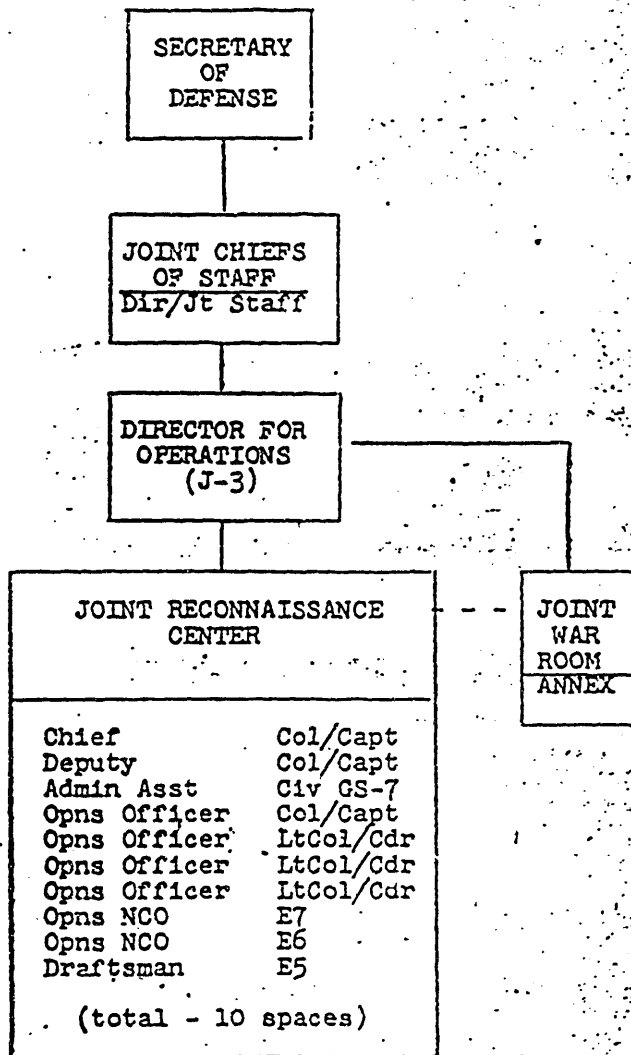 SECRETARY
OF
DEFENSE
JOINT CHIEFS
OF STAFF
Dir/Jt Staff
DIRECTOR FOR
OPERATIONS
(J-3)
JOINT RECONNAISSANCE
CENTER
JOINT
WAR
ROOM
ANNEX
Chief Col/Capt
Deputy Col/Capt
Admin Asst Civ GS-7
Opns Officer Col/Capt
Opns Officer LtCol/Cdr
Opns Officer LtCol/Cdr
Opns Officer LtCol/Cdr
Opns NCO E7
Opns NCO E6
Draftsman E5
(total - 10 spaces)